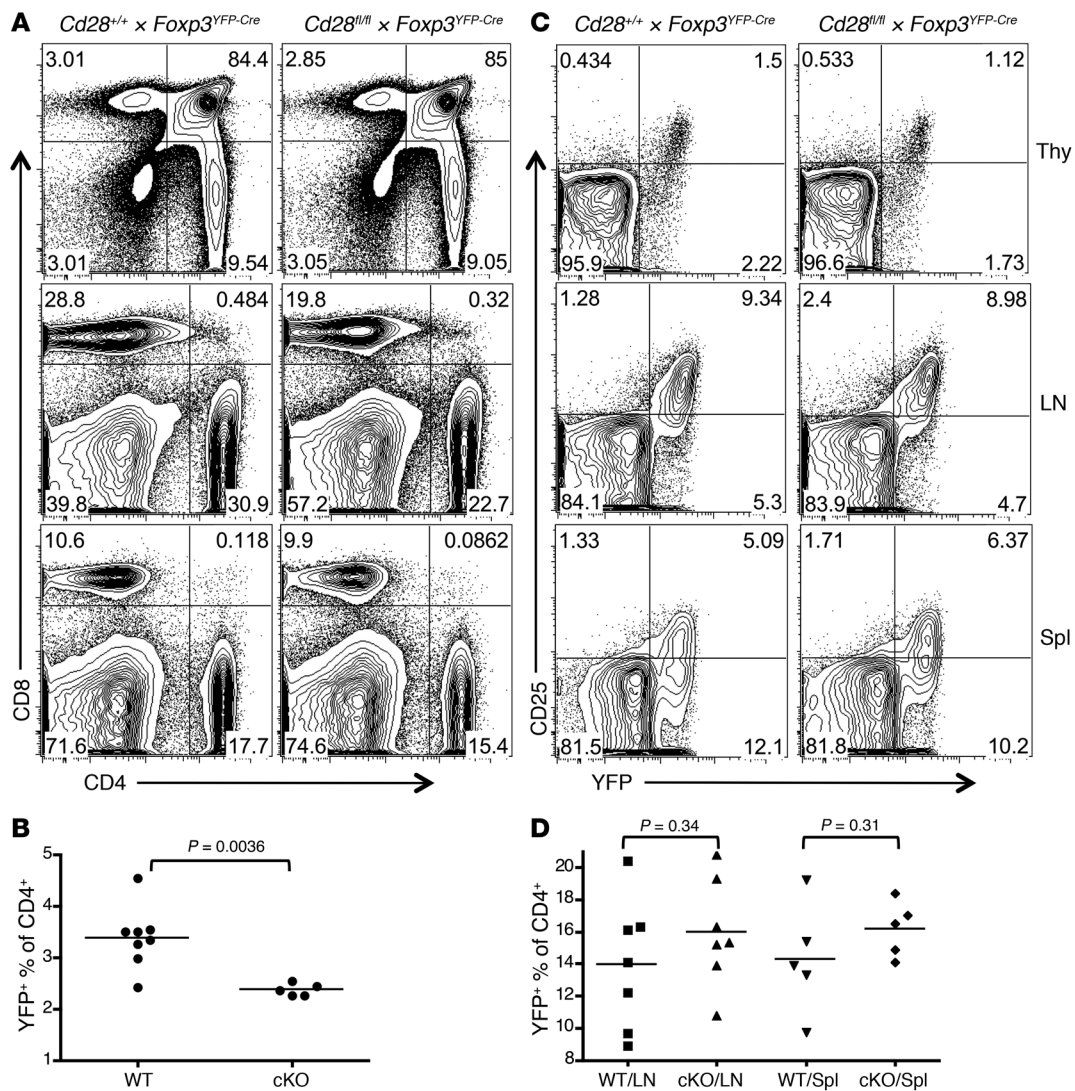 A Cd28+/+ × Foxp3YFP-Cre Cd28fl/fl × Foxp3YFP-Cre
3.01 84.4 2.85 85
3.01 9.54 3.05 9.05
28.8 0.484 19.8 0.32
39.8 30.9 57.2 22.7
10.6 0.118 9.9 0.0862
71.6 17.7 74.6 15.4
CD8
CD4
C Cd28+/+ × Foxp3YFP-Cre Cd28fl/fl × Foxp3YFP-Cre
0.434 1.5 0.533 1.12
Thy
95.9 2.22 96.6 1.73
1.28 9.34 2.4 8.98
LN
84.1 5.3 83.9 4.7
1.33 5.09 1.71 6.37
Spl
81.5 12.1 81.8 10.2
CD25
YFP
B
P = 0.0036
YFP+ % of CD4+
5
4
3
2
1
WT cKO
D
P = 0.34 P = 0.31
YFP+ % of CD4+
20
18
16
14
12
10
8
WT/LN cKO/LN WT/Spl cKO/Spl